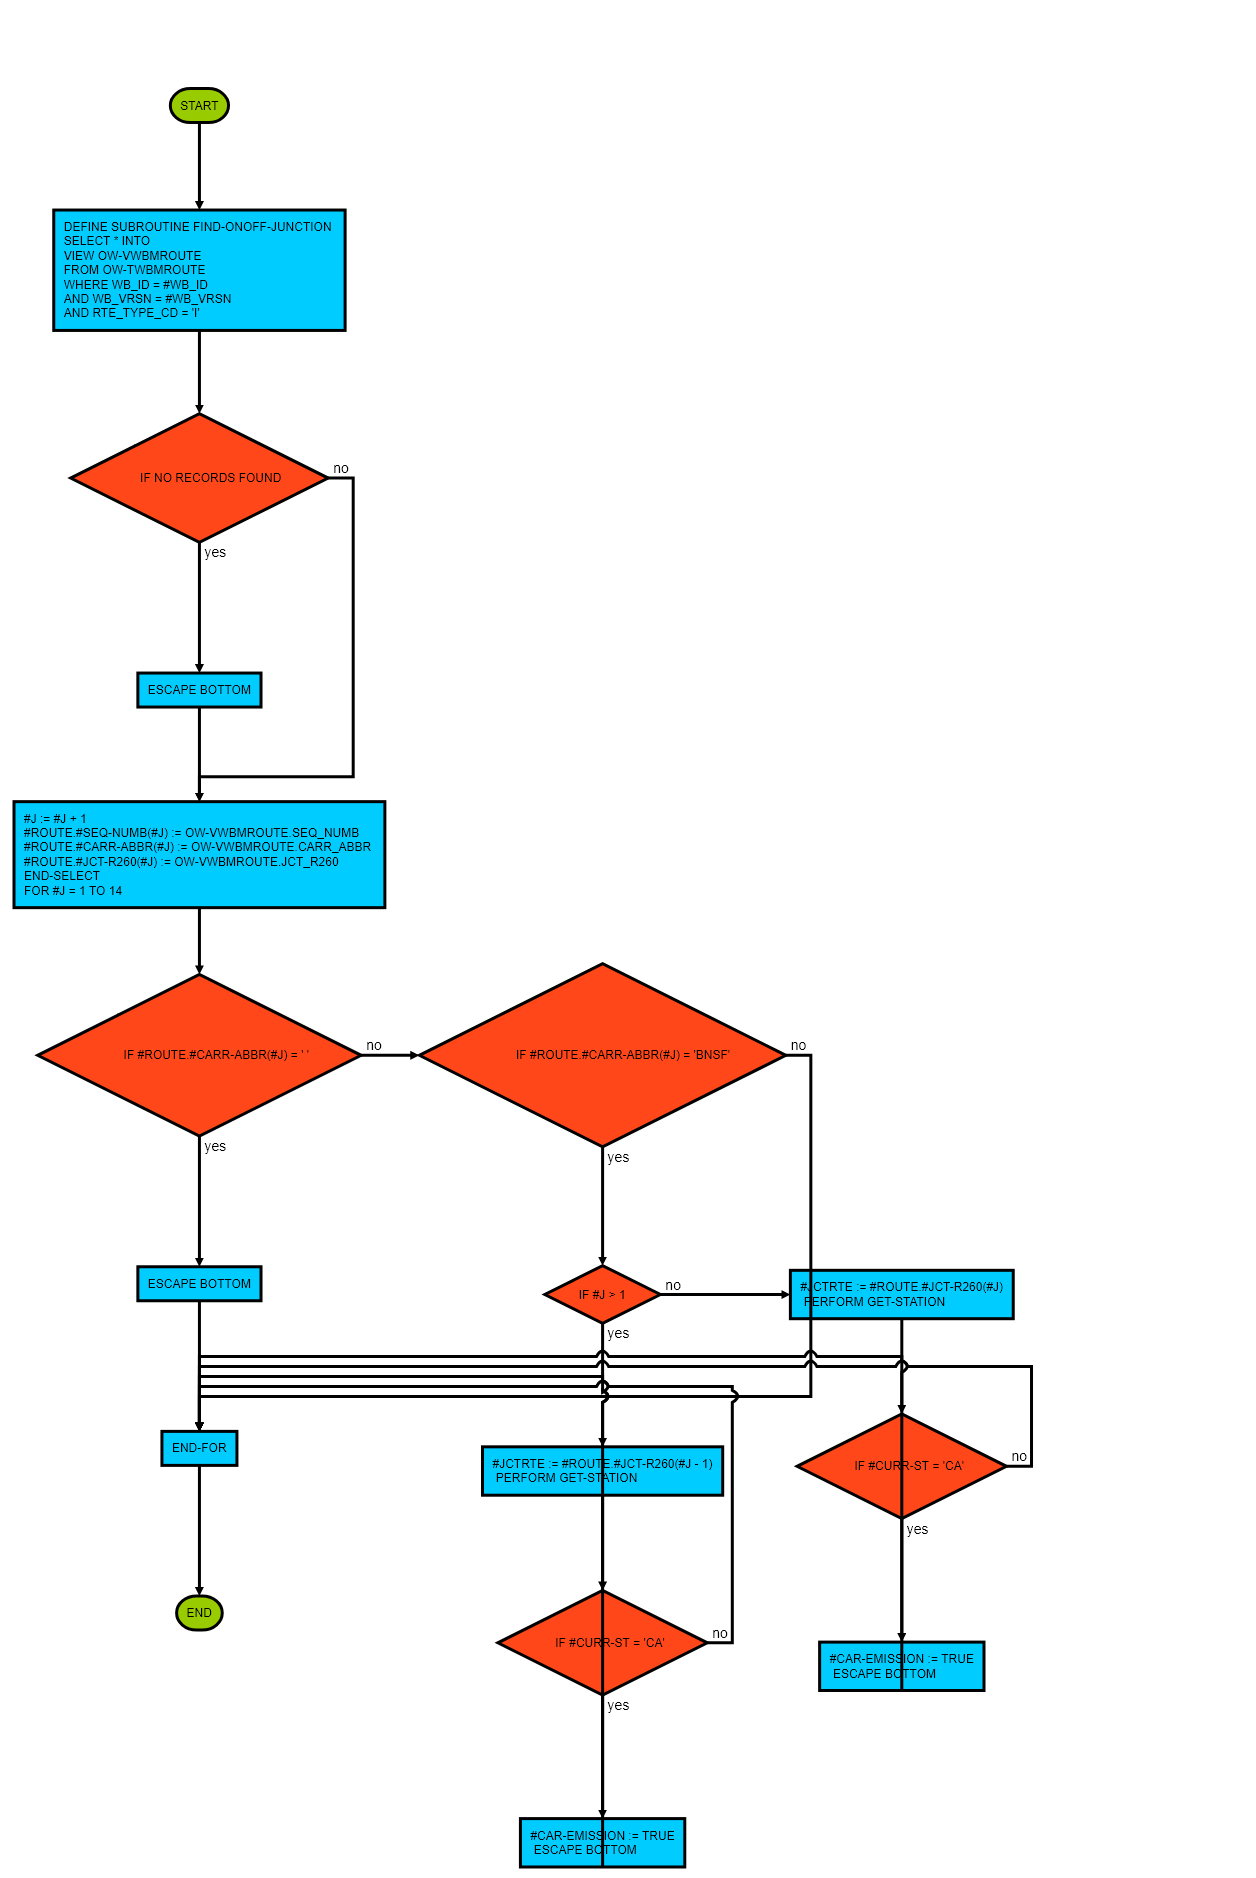 START
DEFINE SUBROUTINE FIND-ONOFF-JUNCTION
SELECT * INTO
VIEW OW-VWBMROUTE
FROM OW-TWBMROUTE
WHERE WB_ID = #WB_ID
AND WB_VRSN = #WB_VRSN
AND RTE_TYPE_CD = 'I'
IF NO RECORDS FOUND
no
yes
ESCAPE BOTTOM
#J := #J + 1
#ROUTE.#SEQ-NUMB(#J) := OW-VWBMROUTE.SEQ_NUMB
#ROUTE.#CARR-ABBR(#J) := OW-VWBMROUTE.CARR_ABBR
#ROUTE.#JCT-R260(#J) := OW-VWBMROUTE.JCT_R260
END-SELECT
FOR #J = 1 TO 14
IF #ROUTE.#CARR-ABBR(#J) = ' '
no
yes
IF #ROUTE.#CARR-ABBR(#J) = 'BNSF'
no
yes
ESCAPE BOTTOM
IF #J > 1
no
yes
#JCTRTE := #ROUTE.#JCT-R260(#J)
PERFORM GET-STATION
END-FOR
#JCTRTE := #ROUTE.#JCT-R260(#J - 1)
PERFORM GET-STATION
IF #CURR-ST = 'CA'
no
yes
END
IF #CURR-ST = 'CA'
no
yes
#CAR-EMISSION := TRUE
ESCAPE BOTTOM
#CAR-EMISSION := TRUE
ESCAPE BOTTOM